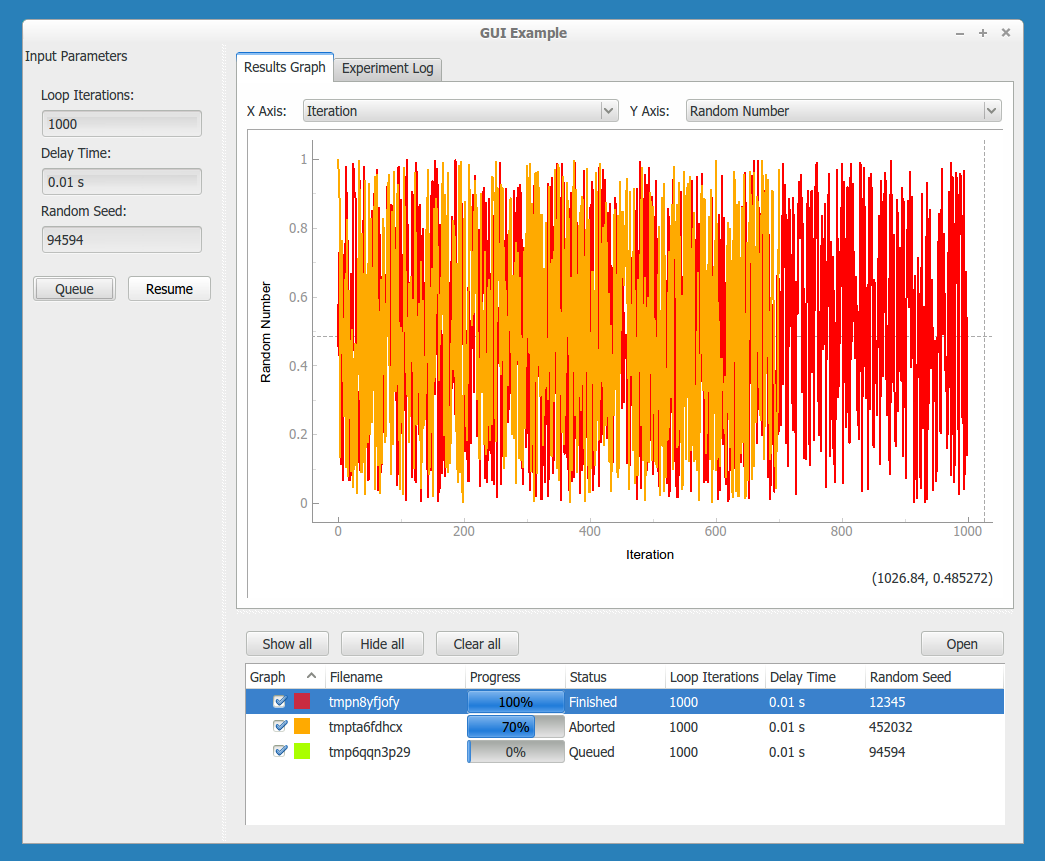 GUI Example
Input Parameters
Loop Iterations:
1000
Delay Time:
0.01 s
Random Seed:
94594
Queue Resume
Results Graph Experiment Log
X Axis: Iteration Y Axis: Random Number
1
0.8
0.6
0.4
0.2
0
Random Number
0 200 400 600 800 1000
Iteration
(1026.84, 0.485272)
Show all Hide all Clear all Open
Graph Filename Progress Status Loop Iterations Delay Time Random Seed
tmpn8yfjofy 100% Finished 1000 0.01 s 12345
tmpta6fdhcx 70% Aborted 1000 0.01 s 452032
tmp6qqn3p29 0% Queued 1000 0.01 s 94594